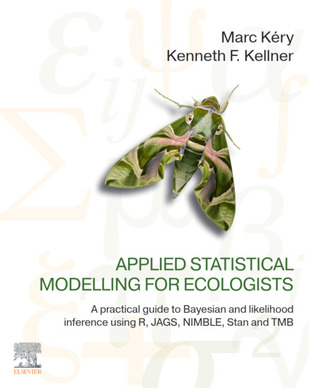 Marc Kéry
Kenneth F. Kellner
APPLIED STATISTICAL
MODELLING FOR ECOLOGISTS
A practical guide to Bayesian and likelihood
inference using R, JAGS, NIMBLE, Stan and TMB
ELSEVIER